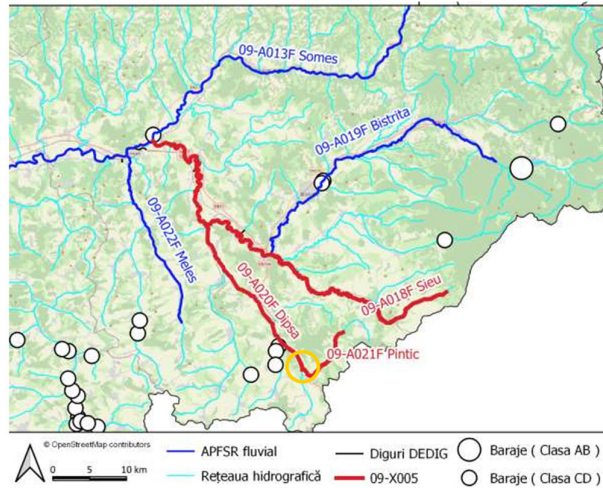 09-A013F Somes
09-A019F Bistrita
09-A022F Meles
09-A020F Dipsa
09-A018F Sieu
09-A021F Pintic
© OpenStreetMap contributors
0 5 10 km
APFSR fluvial
Rețeaua hidrografică
Diguri DEDIG
09-X005
Baraje ( Clasa AB )
Baraje ( Clasa CD )